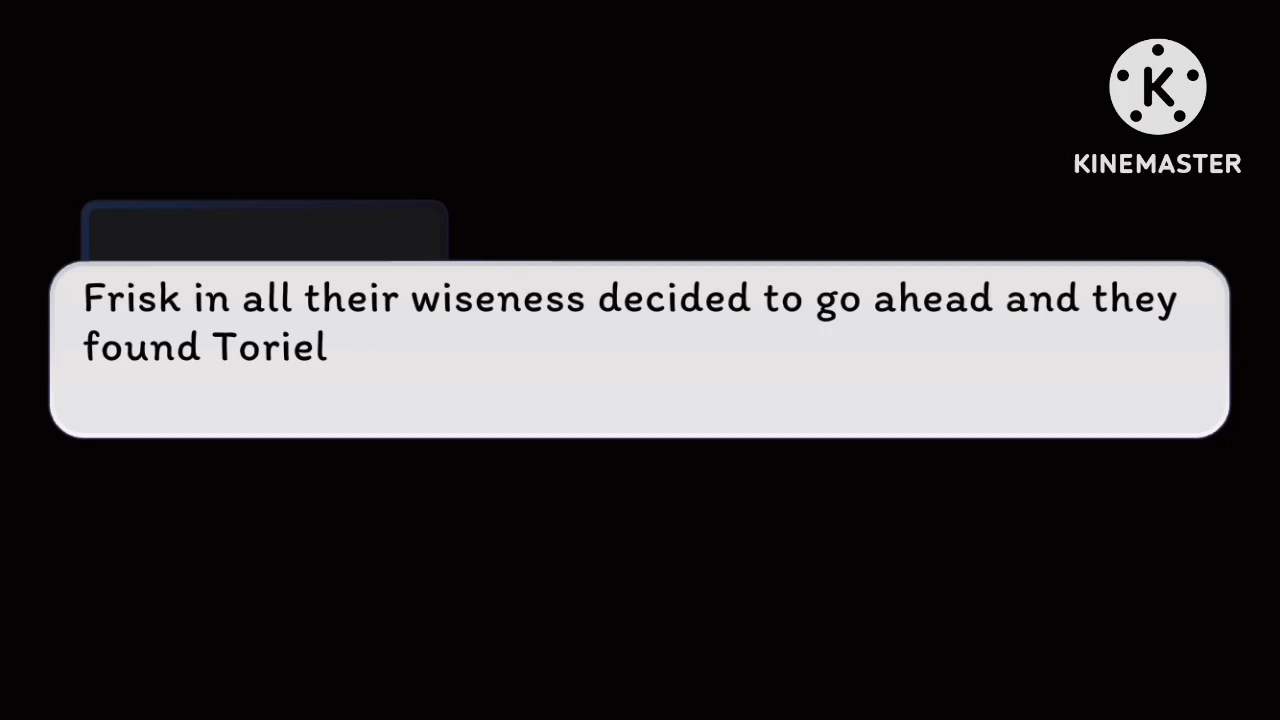 K
KINEMASTER
Frisk in all their wiseness decided to go ahead and they
found Toriel